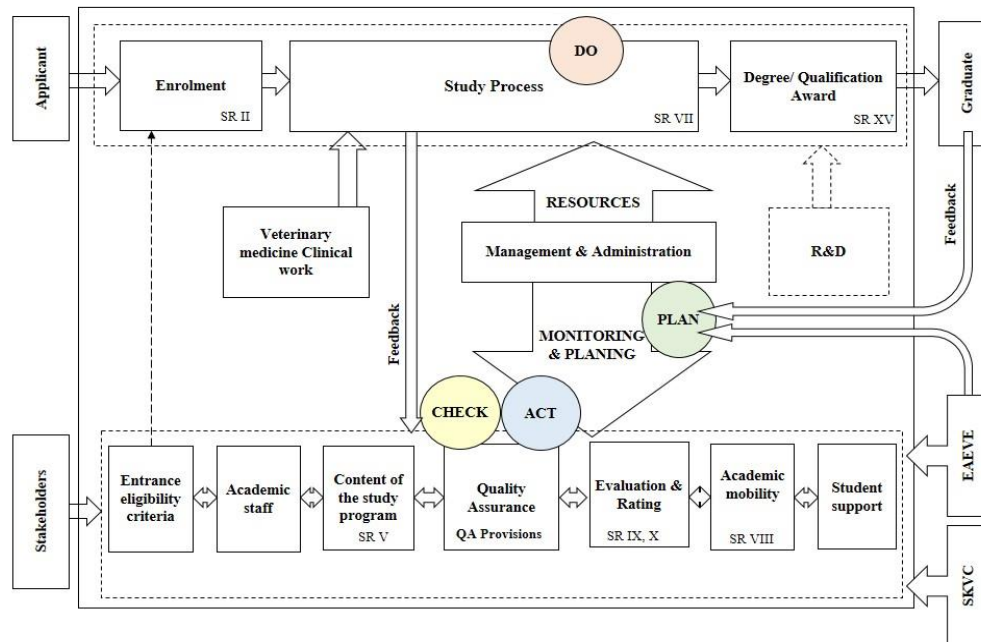 Applicant
Enrolment
SR II
DO
Study Process
SR VII
Degree/ Qualification
Award
SR XV
Graduate
Veterinary
medicine Clinical
work
RESOURCES
Management & Administration
R&D
Feedback
Feedback
PLAN
MONITORING
& PLANING
CHECK
ACT
Stakeholders
Entrance
eligibility
criteria
Academic
staff
Content of
the study
program
SR V
Quality
Assurance
QA Provisions
Evaluation &
Rating
SR IX, X
Academic
mobility
SR VIII
Student
support
EAEVE
SKVC